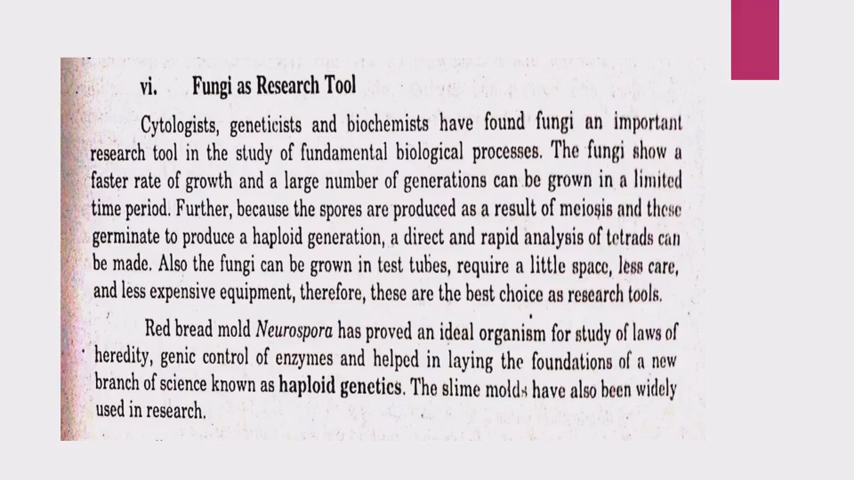 vi. Fungi as Research Tool
Cytologists, geneticists and biochemists have found fungi an important
research tool in the study of fundamental biological processes. The fungi show a
faster rate of growth and a large number of generations can be grown in a limited
time period. Further, because the spores are produced as a result of meiosis and these
germinate to produce a haploid generation, a direct and rapid analysis of tetrads can
be made. Also the fungi can be grown in test tubes, require a little space, less care,
and less expensive equipment, therefore, these are the best choice as research tools.
Red bread mold Neurospora has proved an ideal organism for study of laws of
heredity, genic control of enzymes and helped in laying the foundations of a new
branch of science known as haploid genetics. The slime molds have also been widely
used in research.